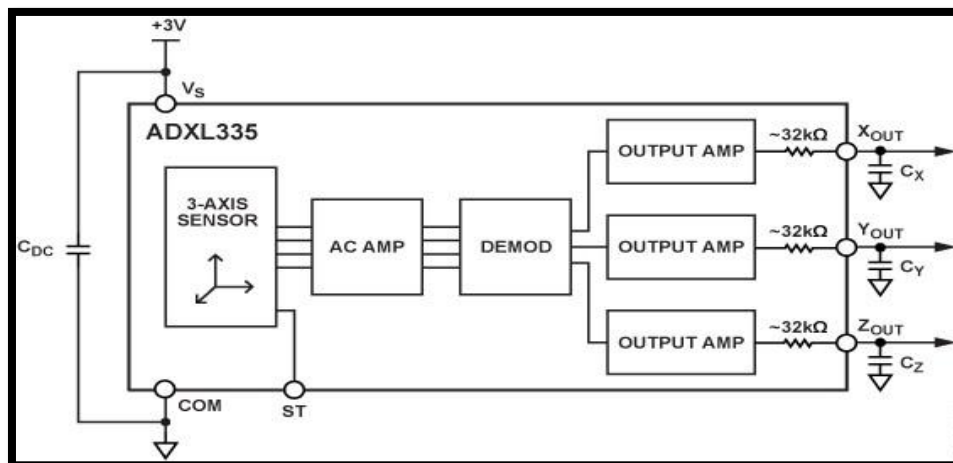 +3V
VS
ADXL335
3-AXIS
SENSOR
AC AMP
DEMOD
OUTPUT AMP
~32kΩ
XOUT
CX
OUTPUT AMP
~32kΩ
YOUT
CY
OUTPUT AMP
~32kΩ
ZOUT
CZ
CDC
COM
ST